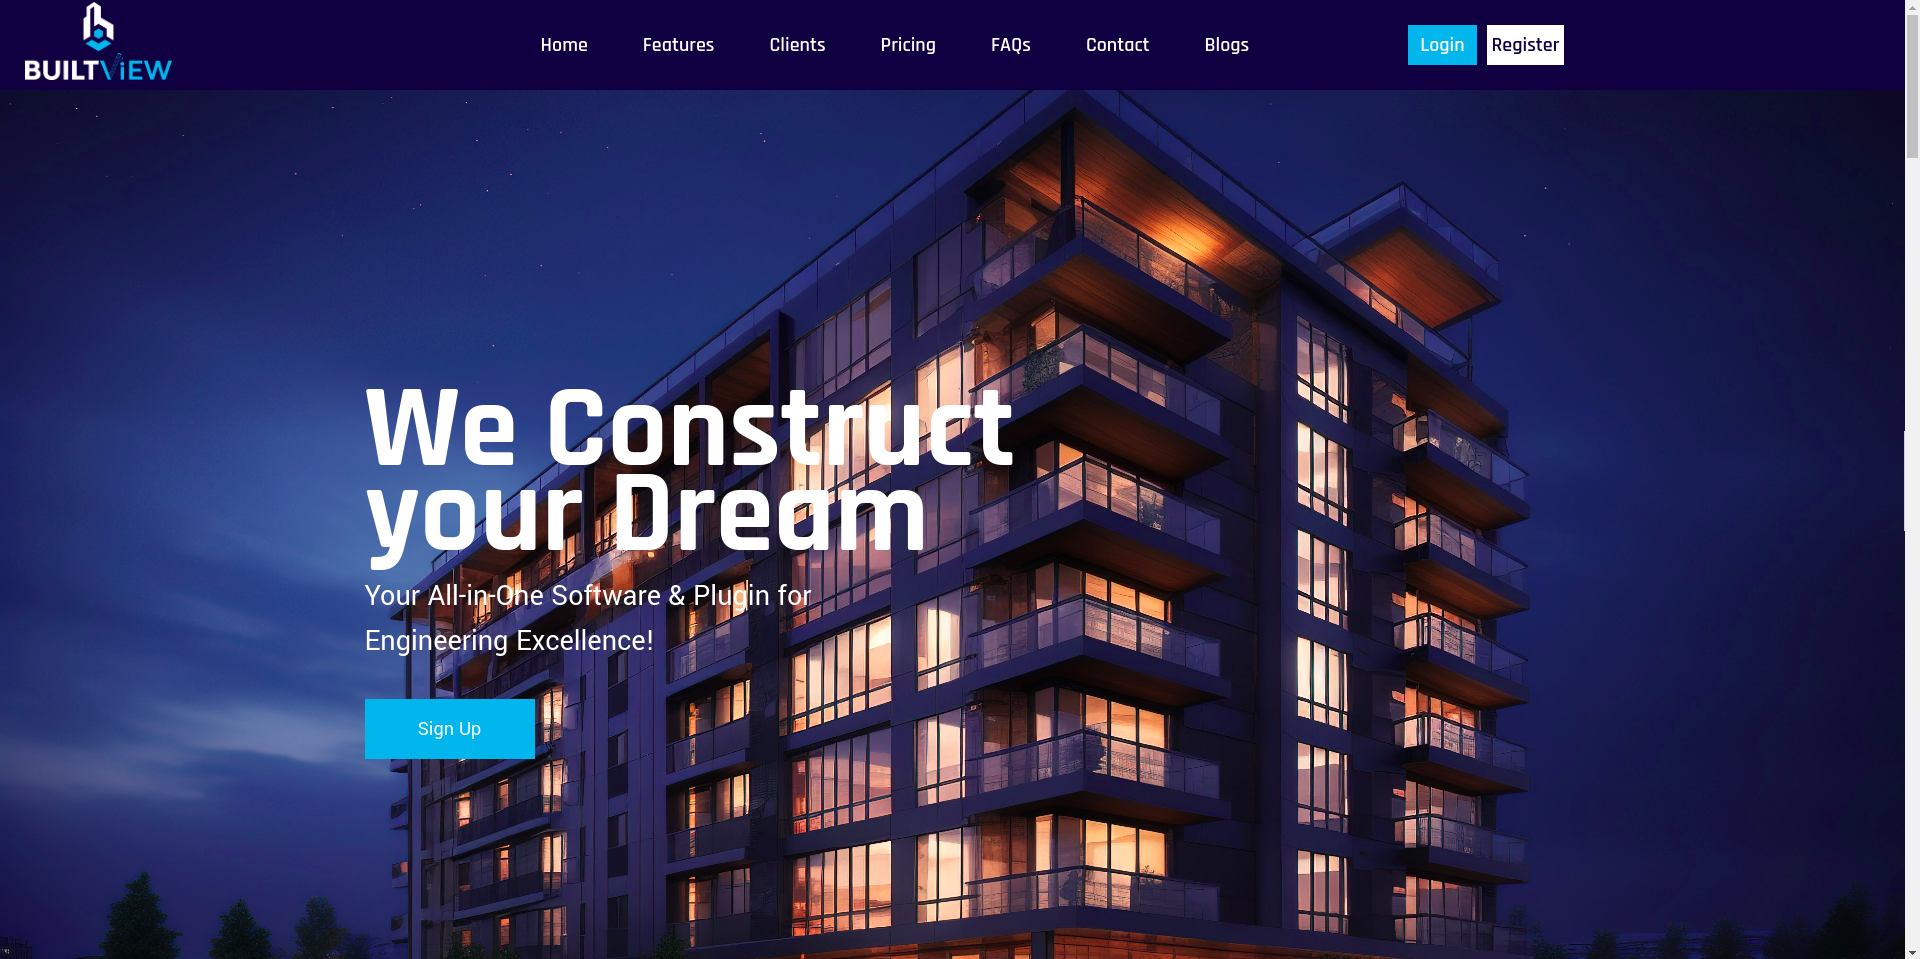 BUILTVIEW
Home
Features
Clients
Pricing
FAQs
Contact
Blogs
Login
Register
We Construct
your Dream
Your All-in-One Software & Plugin for
Engineering Excellence!
Sign Up